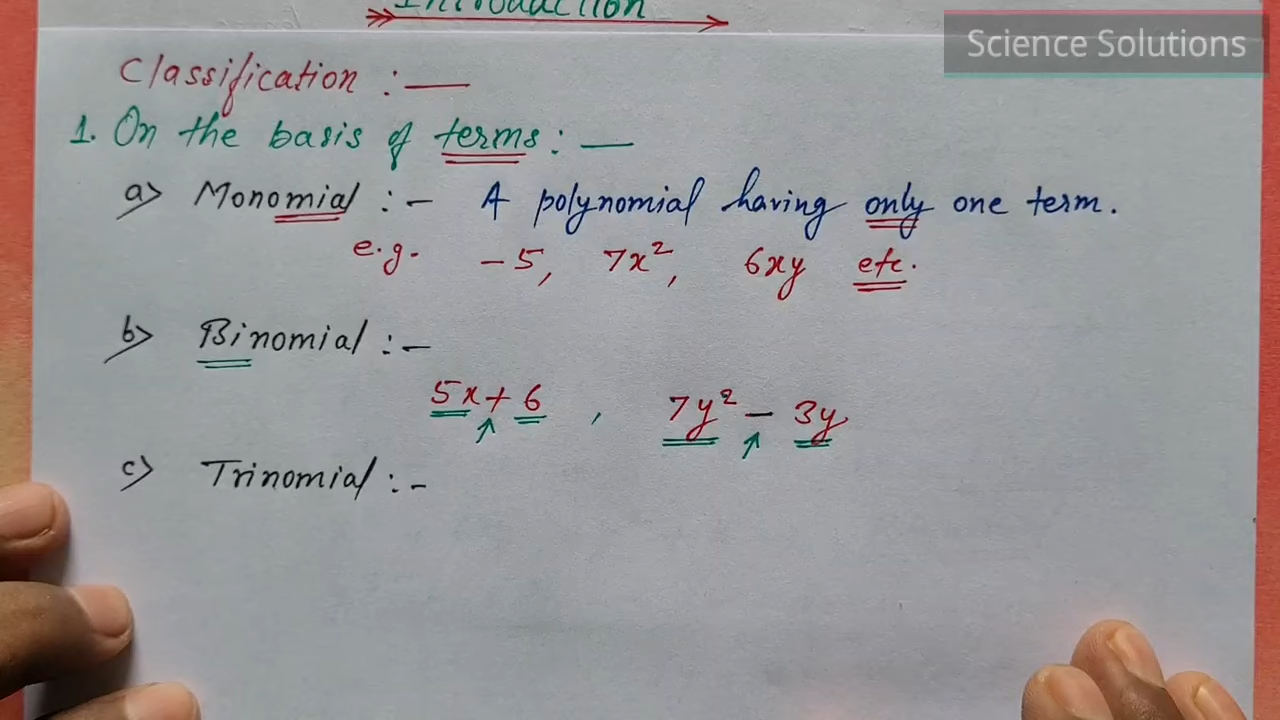 Introduction
Science Solutions
Classification :—
1. On the basis of terms :—
a> Monomial :- A polynomial having only one term.
e.g. -5, 7x², 6xy etc.
b> Binomial :-
5x+6 , 7y² - 3y
c> Trinomial :-